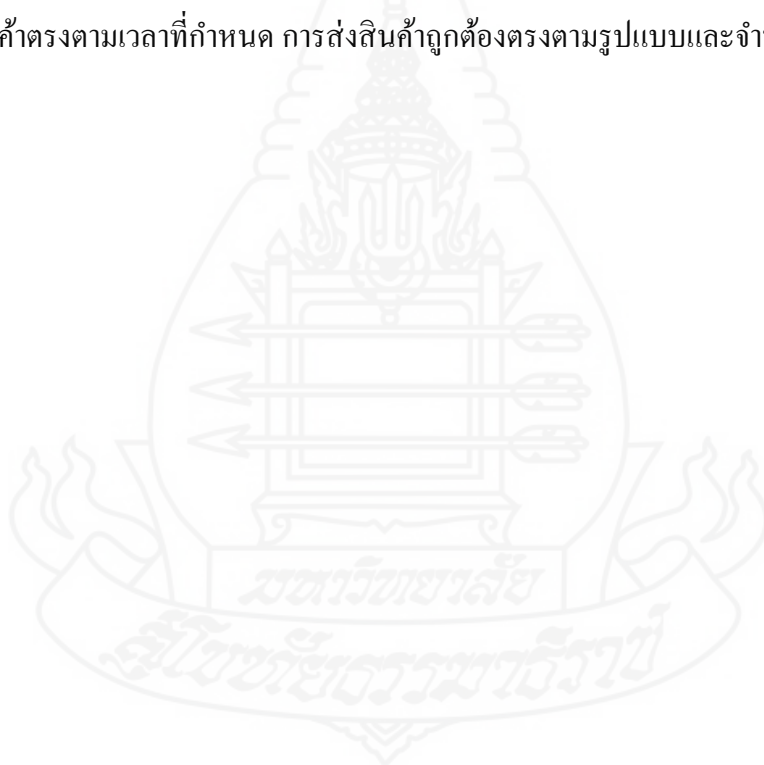 ค้าตรงตามเวลาที่กำหนด การส่งสินค้าถูกต้องตรงตามรูปแบบและจำ
มหาวิทยาลัย
สุโขทัยธรรมาธิราช